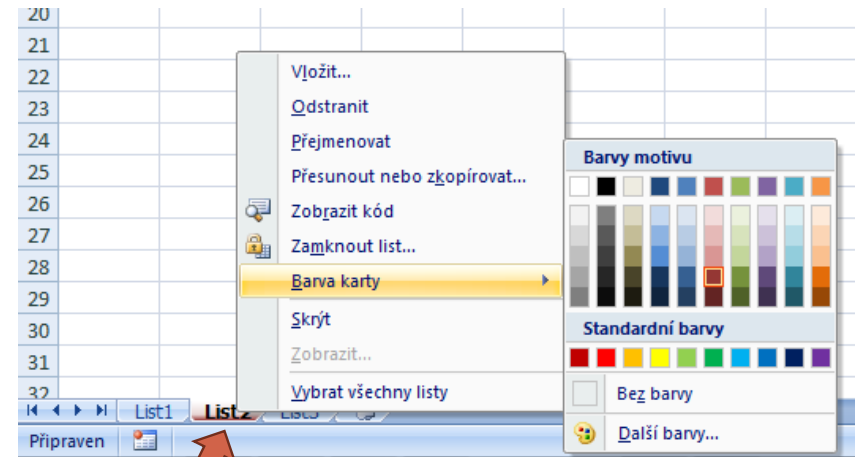 20
21
22
23
24
25
26
27
28
29
30
31
32
Vložit...
Odstranit
Přejmenovat
Přesunout nebo zkopírovat...
Zobrazit kód
Zamknout list...
Barva karty
Skrýt
Zobrazit...
Vybrat všechny listy
Barvy motivu
Standardní barvy
Bez barvy
Další barvy...
List1 List2 List3
Připraven